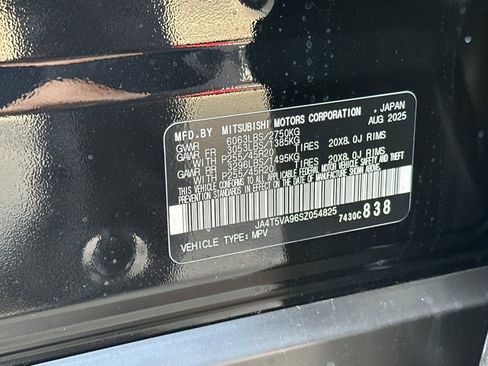 MFD.BY MITSUBISHI MOTORS CORPORATION , JAPAN
GVWR 6063LBS/2750KG AUG 2025
GAWR FR 3053LBS/1385KG
WITH P255/45R20 TIRES 20X8.0J RIMS
GAWR RR 3296LBS/1495KG
WITH P255/45R20 TIRES 20X8.0J RIMS
THIS VEHICLE CONFORMS TO ALL APPLICABLE
FEDERAL MOTOR VEHICLE SAFETY AND
THEFT PREVENTION STANDARDS IN EFFECT
ON THE DATE OF MANUFACTURE SHOWN ABOVE.
JA4T5VA96SZ054825 7430C 838
VEHICLE TYPE:MPV